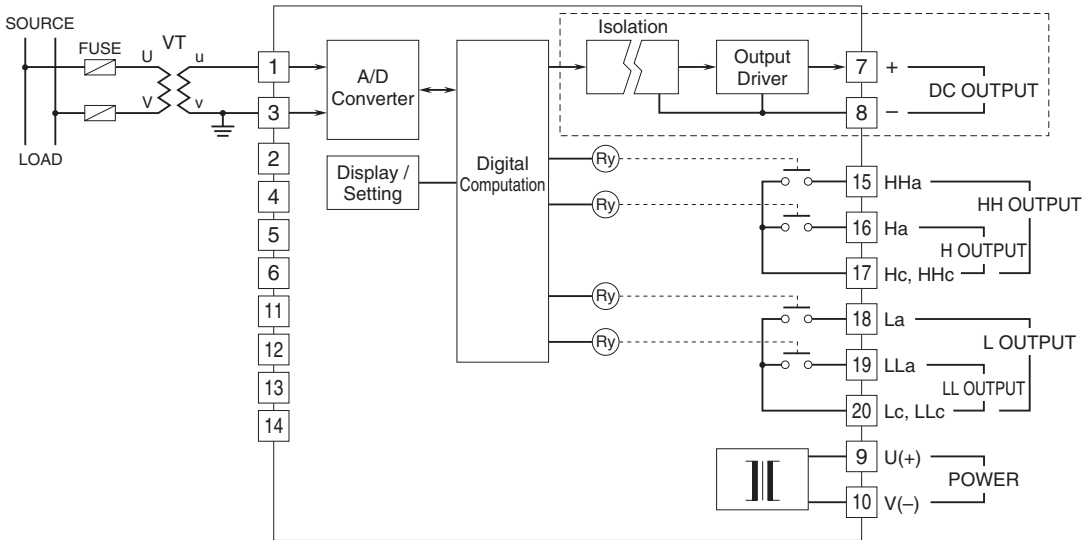 SOURCE
FUSE
VT
U
u
V
v
LOAD
1
3
2
4
5
6
11
12
13
14
A/D
Converter
Display /
Setting
Digital
Computation
Isolation
Output
Driver
7 +
8 −
DC OUTPUT
Ry
Ry
Ry
Ry
15 HHa
16 Ha
17 Hc, HHc
HH OUTPUT
H OUTPUT
18 La
19 LLa
20 Lc, LLc
L OUTPUT
LL OUTPUT
9 U(+)
10 V(–)
POWER